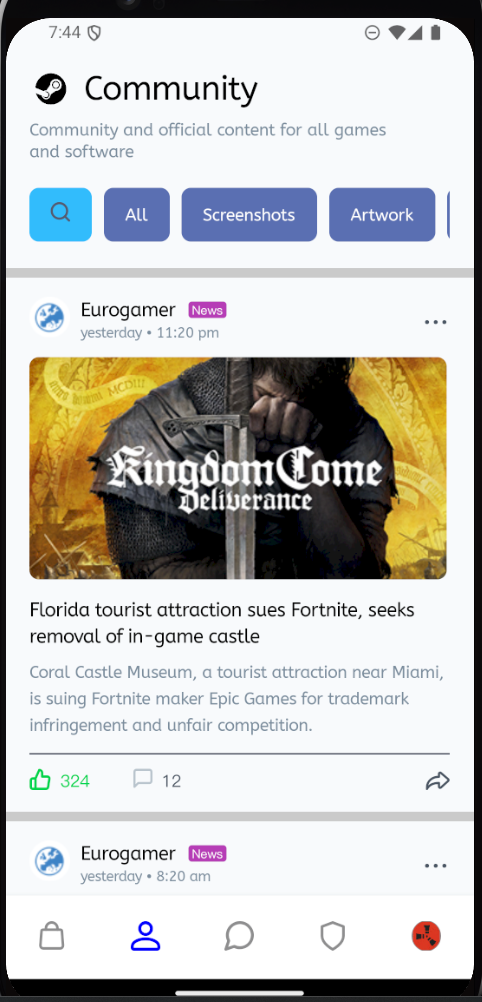 7:44
Community
Community and official content for all games
and software
All
Screenshots
Artwork
Eurogamer News
yesterday • 11:20 pm
MCDIII
Kingdom Come
Deliverance
Florida tourist attraction sues Fortnite, seeks
removal of in-game castle
Coral Castle Museum, a tourist attraction near Miami,
is suing Fortnite maker Epic Games for trademark
infringement and unfair competition.
324
12
Eurogamer News
yesterday • 8:20 am